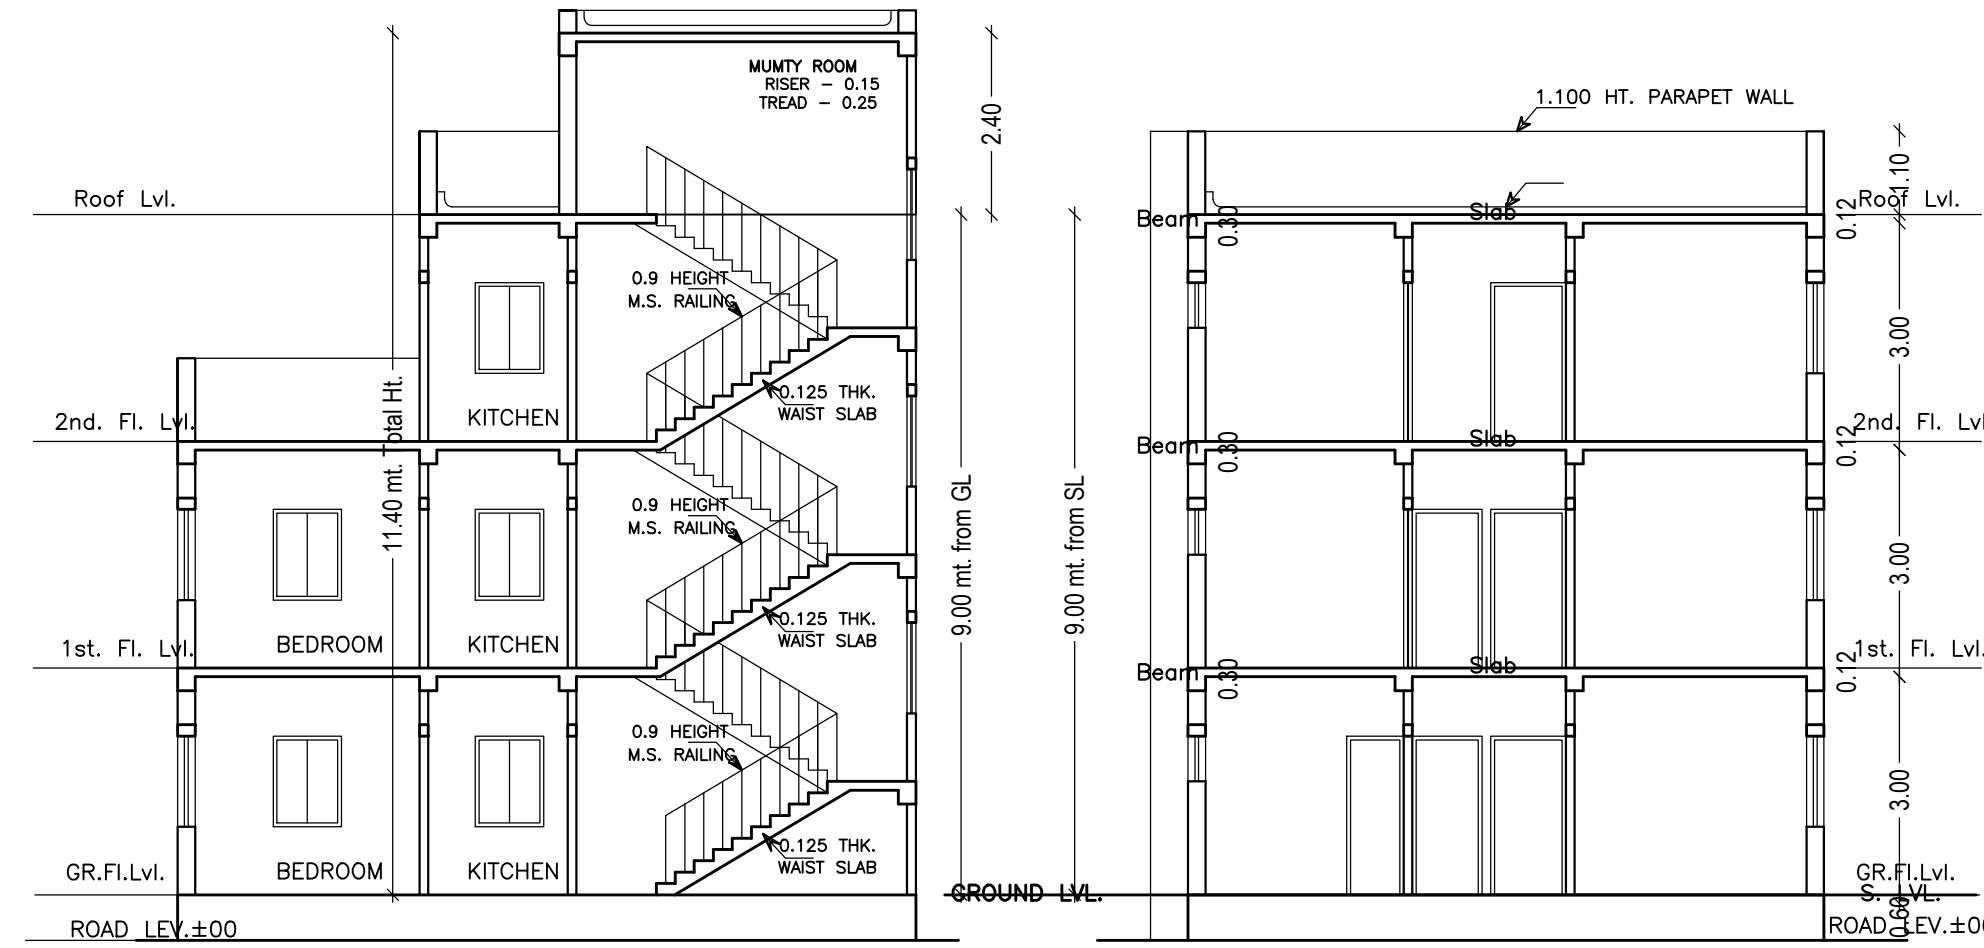 MUMTY ROOM
RISER - 0.15
TREAD - 0.25
2.40
Roof Lvl.
0.9 HEIGHT
M.S. RAILING
KITCHEN
0.125 THK.
WAIST SLAB
2nd. Fl. Lvl.
11.40 mt. Total Ht.
0.9 HEIGHT
M.S. RAILING
BEDROOM
KITCHEN
0.125 THK.
WAIST SLAB
1st. Fl. Lvl.
0.9 HEIGHT
M.S. RAILING
BEDROOM
KITCHEN
0.125 THK.
WAIST SLAB
GR.Fl.Lvl.
ROAD LEV.±00
9.00 mt. from GL
9.00 mt. from SL
GROUND LVL.
1.100 HT. PARAPET WALL
1.10
Beam
0.30
Slab
0.12
Roof Lvl.
3.00
Beam
0.30
Slab
0.12
2nd. Fl. Lvl
3.00
Beam
0.30
Slab
0.12
1st. Fl. Lvl.
3.00
GR.Fl.Lvl.
S. LVL.
0.60
ROAD LEV.±00